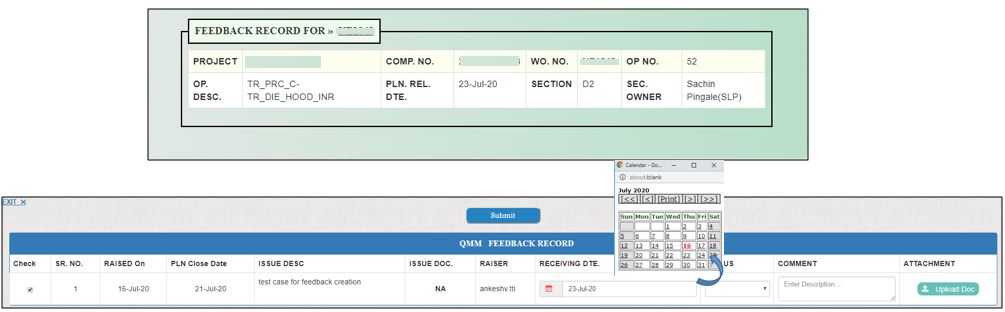 FEEDBACK RECORD FOR »
PROJECT COMP. NO. WO. NO. OP NO. 52
OP. DESC. TR_PRC_C-TR_DIE_HOOD_INR PLN. REL. DTE. 23-Jul-20 SECTION D2 SEC. OWNER Sachin Pingale(SLP)
Calendar - Go...
about:blank
July 2020
[<<] [<] [Print] [>] [>>]
Sun Mon Tue Wed Thu Fri Sat
1 2 3 4
5 6 7 8 9 10 11
12 13 14 15 16 17 18
19 20 21 22 23 24
26 27 28 29 30 31
EXIT ✕
Submit
QMM FEEDBACK RECORD
Check SR. NO. RAISED On PLN Close Date ISSUE DESC ISSUE DOC. RAISER RECEIVING DTE. US COMMENT ATTACHMENT
1 16-Jul-20 21-Jul-20 test case for feedback creation NA ankeshv.ttl 23-Jul-20 Enter Description.... Upload Doc